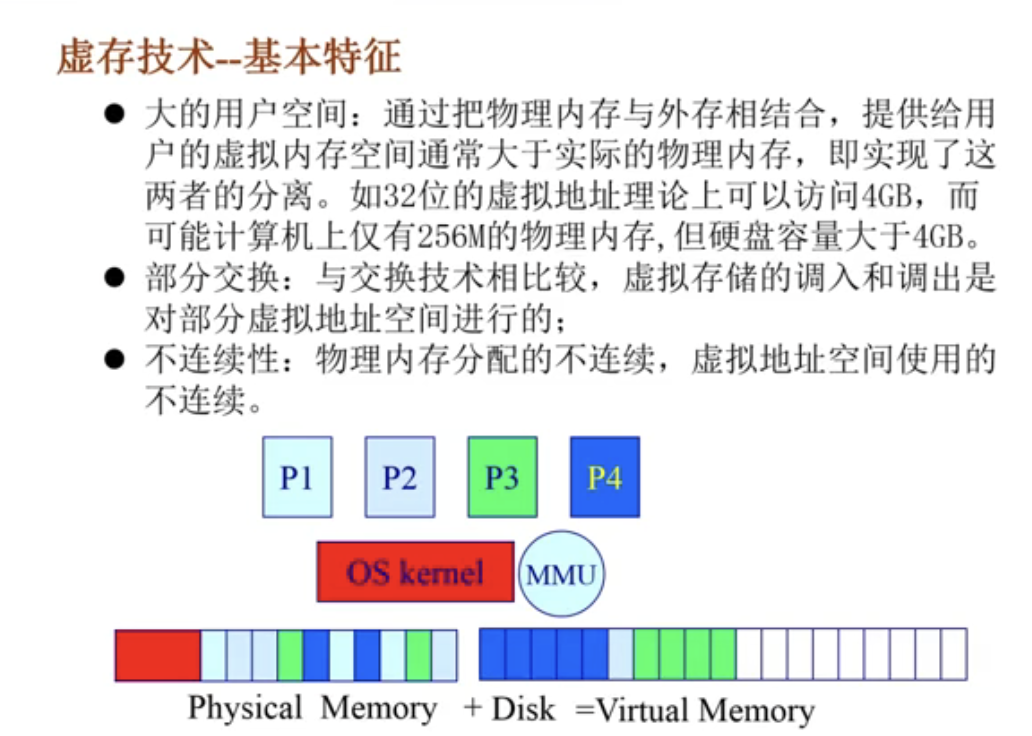 虚存技术--基本特征
● 大的用户空间：通过把物理内存与外存相结合，提供给用
户的虚拟内存空间通常大于实际的物理内存，即实现了这
两者的分离。如32位的虚拟地址理论上可以访问4GB，而
可能计算机上仅有256M的物理内存,但硬盘容量大于4GB。
● 部分交换：与交换技术相比较，虚拟存储的调入和调出是
对部分虚拟地址空间进行的；
● 不连续性：物理内存分配的不连续，虚拟地址空间使用的
不连续。
P1 P2 P3 P4
OS kernel MMU
Physical Memory + Disk =Virtual Memory